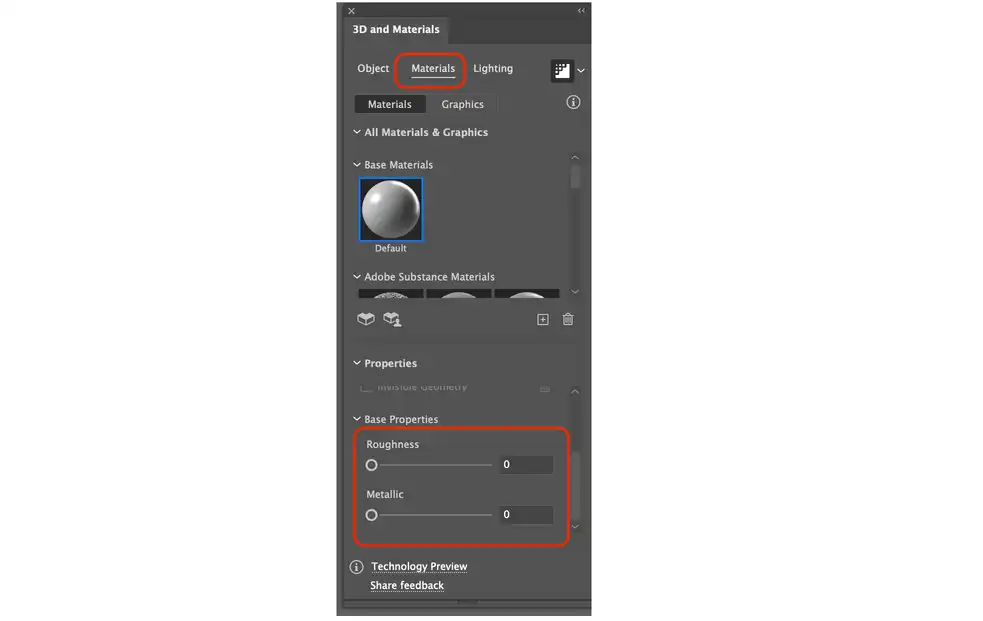 3D and Materials
Object Materials Lighting
Materials Graphics
All Materials & Graphics
Base Materials
Default
Adobe Substance Materials
Properties
Invisible Geometry
Base Properties
Roughness
0
Metallic
0
Technology Preview
Share feedback